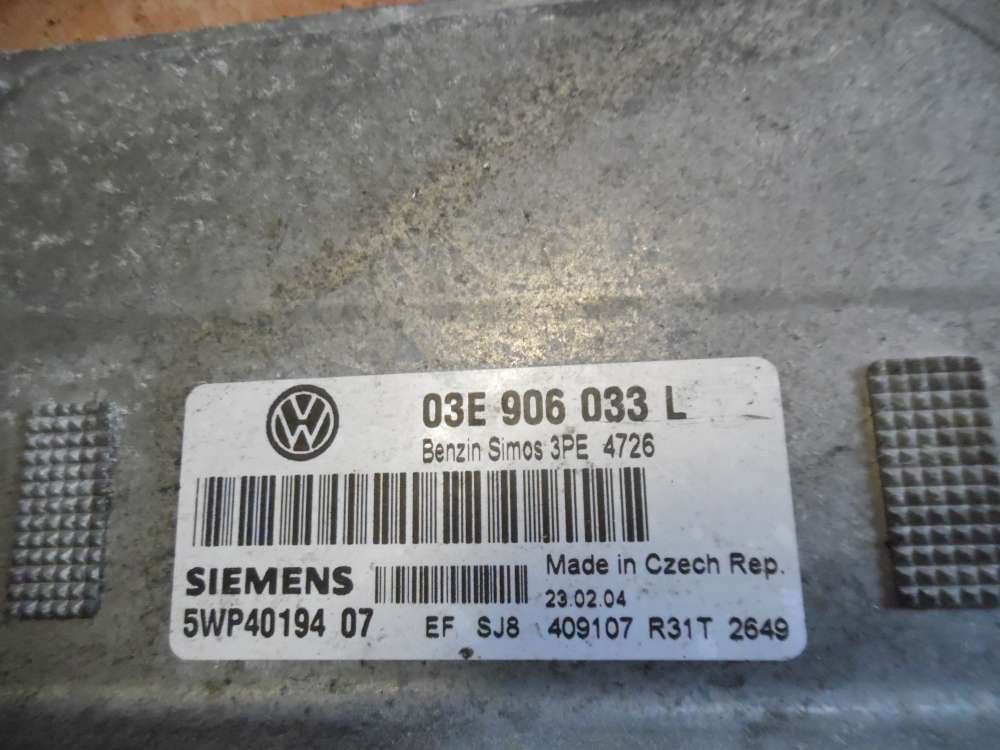 03E 906 033 L
Benzin Simos 3PE 4726
SIEMENS
Made in Czech Rep.
23.02.04
5WP40194 07
EF SJ8 409107 R31T 2649